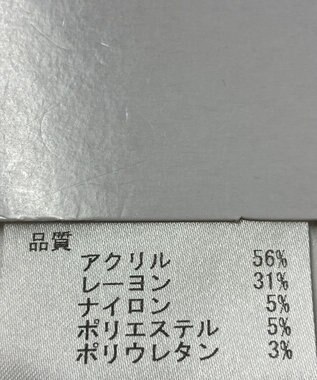 品質
アクリル 56%
レーヨン 31%
ナイロン 5%
ポリエステル 5%
ポリウレタン 3%